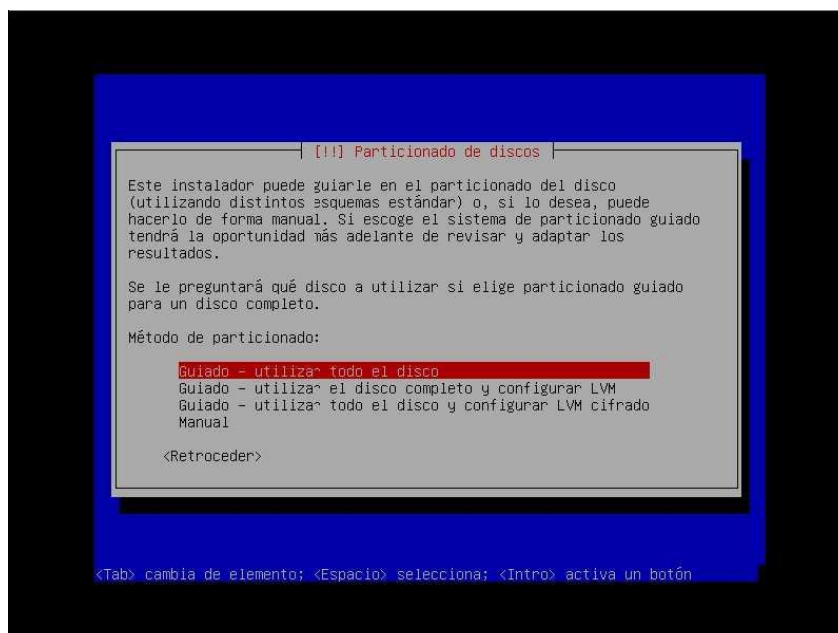 [!!] Particionado de discos
Este instalador puede guiarle en el particionado del disco
(utilizando distintos esquemas estándar) o, si lo desea, puede
hacerlo de forma manual. Si escoge el sistema de particionado guiado
tendrá la oportunidad más adelante de revisar y adaptar los
resultados.
Se le preguntará qué disco a utilizar si elige particionado guiado
para un disco completo.
Método de particionado:
Guiado - utilizar todo el disco
Guiado - utilizar el disco completo y configurar LVM
Guiado - utilizar todo el disco y configurar LVM cifrado
Manual
<Retroceder>
<Tab> cambia de elemento; <Espacio> selecciona; <Intro> activa un botón